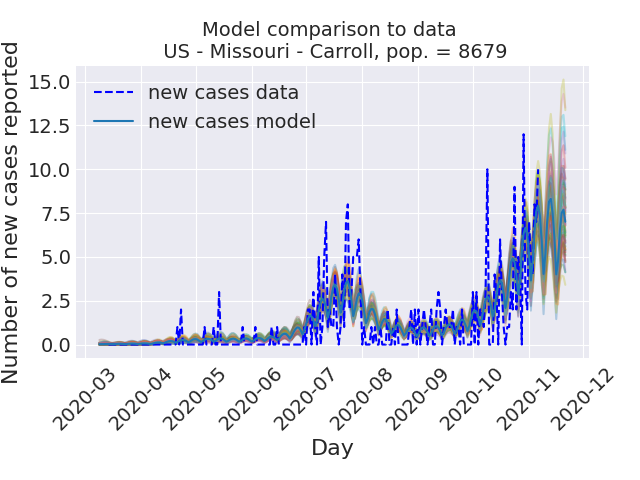 Model comparison to data
US - Missouri - Carroll, pop. = 8679
new cases data
new cases model
Number of new cases reported
15.0
12.5
10.0
7.5
5.0
2.5
0.0
2020-03
2020-04
2020-05
2020-06
2020-07
2020-08
2020-09
2020-10
2020-11
2020-12
Day